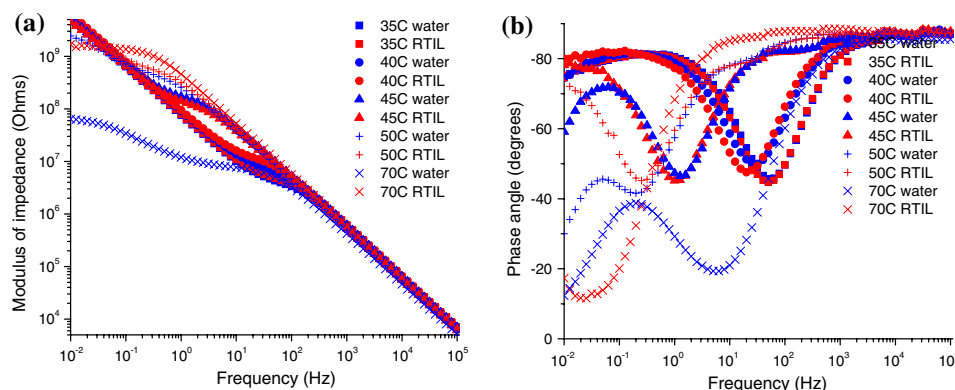 (a)
Modulus of impedance (Ohms)
10⁹
10⁸
10⁷
10⁶
10⁵
10⁴
10⁻²
10⁻¹
10⁰
10¹
10²
10³
10⁴
10⁵
Frequency (Hz)
35C water
35C RTIL
40C RTIL
40C water
45C water
45C RTIL
50C water
50C RTIL
70C water
70C RTIL
(b)
Phase angle (degrees)
-80
-60
-40
-20
0
10⁻²
10⁻¹
10⁰
10¹
10²
10³
10⁴
10⁵
Frequency (Hz)
35C water
35C RTIL
40C water
40C RTIL
45C water
45C RTIL
50C water
50C RTIL
70C water
70C RTIL